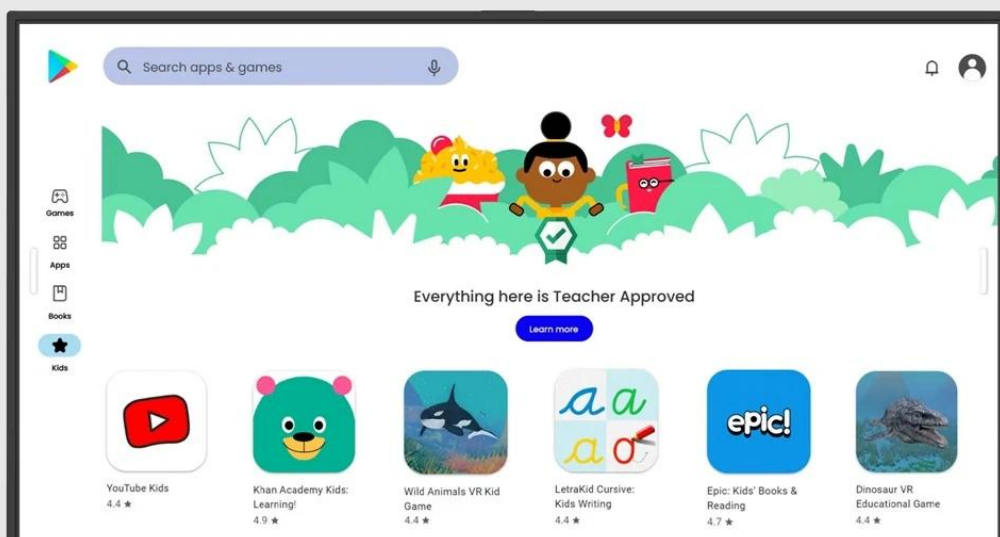 Search apps & games
Games
Apps
Books
Kids
Everything here is Teacher Approved
Learn more
a a
a a
epic!
YouTube Kids
4.4 ★
Khan Academy Kids:
Learning!
4.9 ★
Wild Animals VR Kid
Game
4.4 ★
LetraKid Cursive:
Kids Writing
4.4 ★
Epic: Kids' Books &
Reading
4.7 ★
Dinosaur VR
Educational Game
4.4 ★